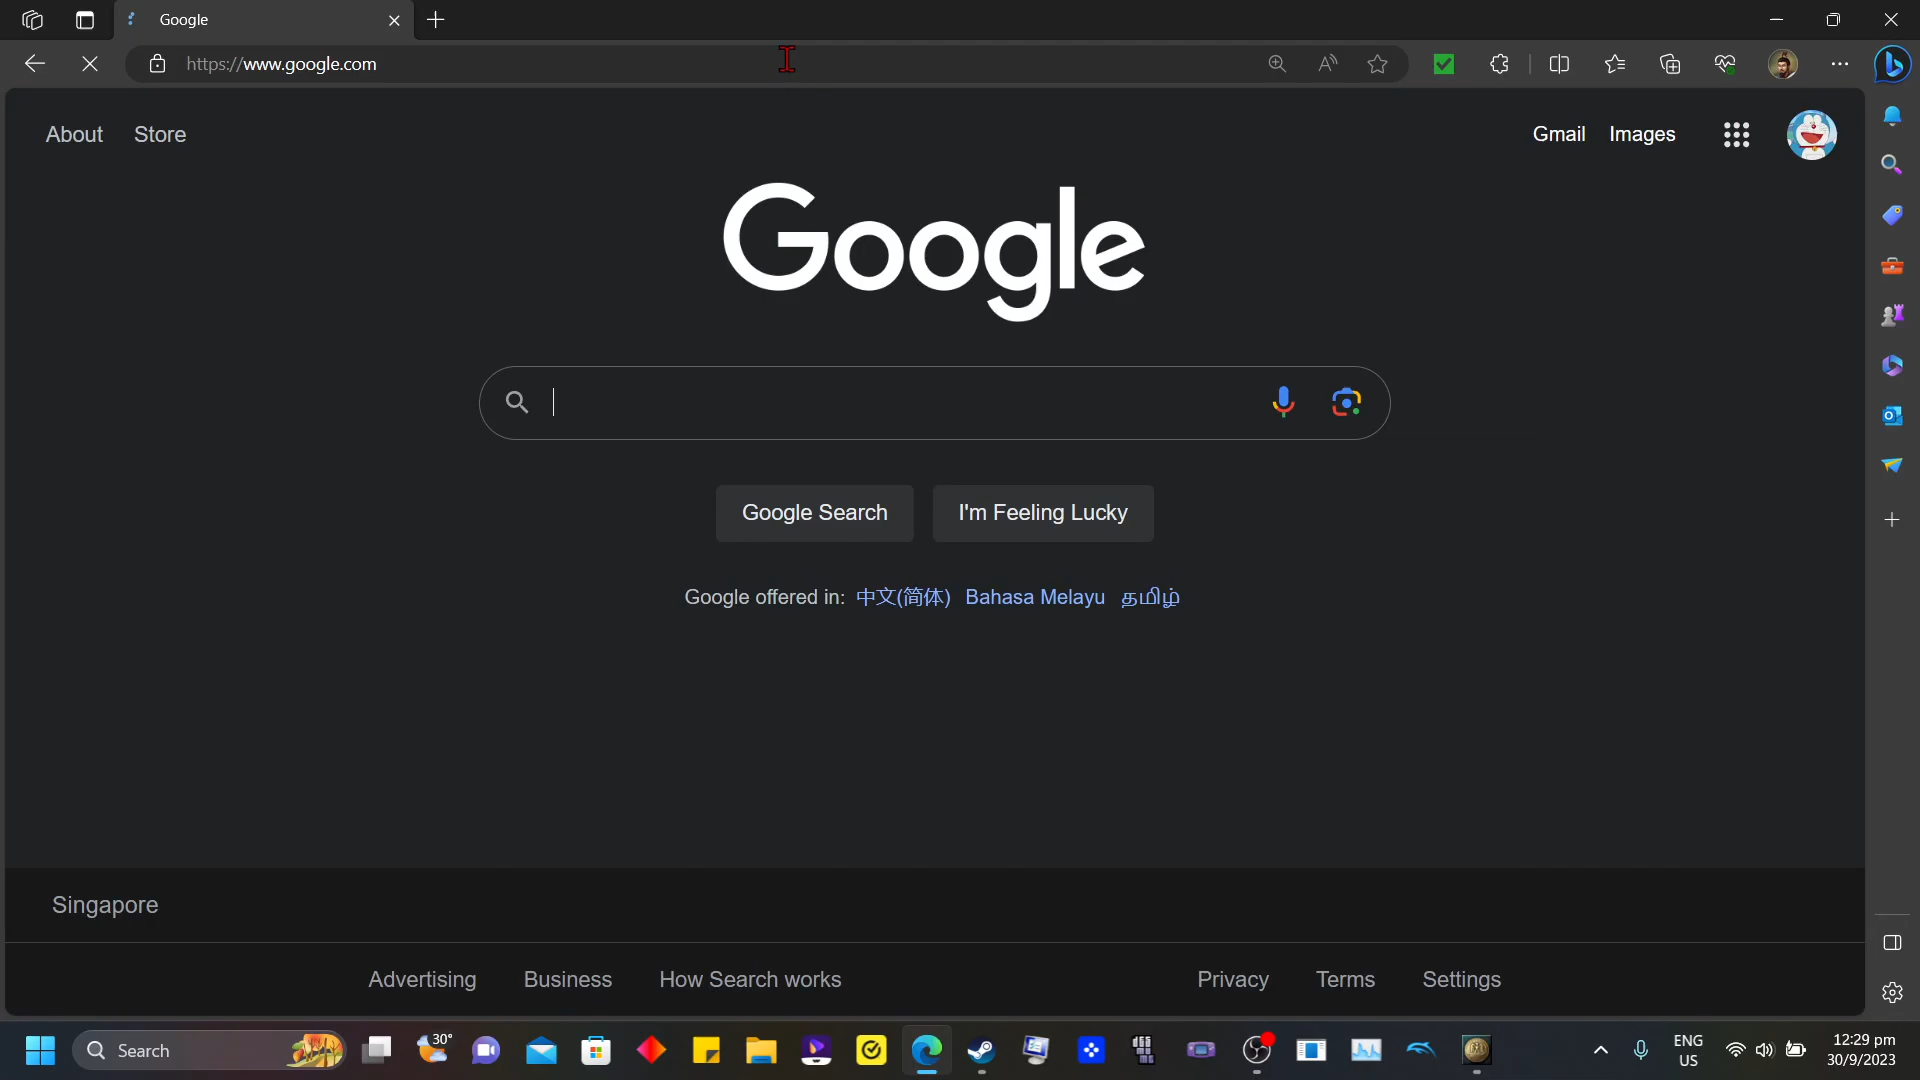 Google
https://www.google.com
About Store
Gmail Images
Google
Google Search I'm Feeling Lucky
Google offered in: 中文(简体) Bahasa Melayu தமிழ்
Singapore
Advertising Business How Search works
Privacy Terms Settings
Search
30°
ENG
US
12:29 pm
30/9/2023